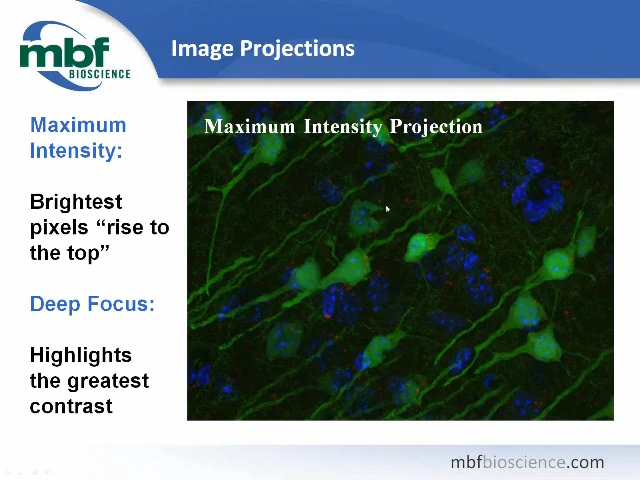 mbf
BIOSCIENCE
Image Projections
Maximum
Intensity:
Brightest
pixels “rise to
the top”
Deep Focus:
Highlights
the greatest
contrast
Maximum Intensity Projection
mbfbioscience.com